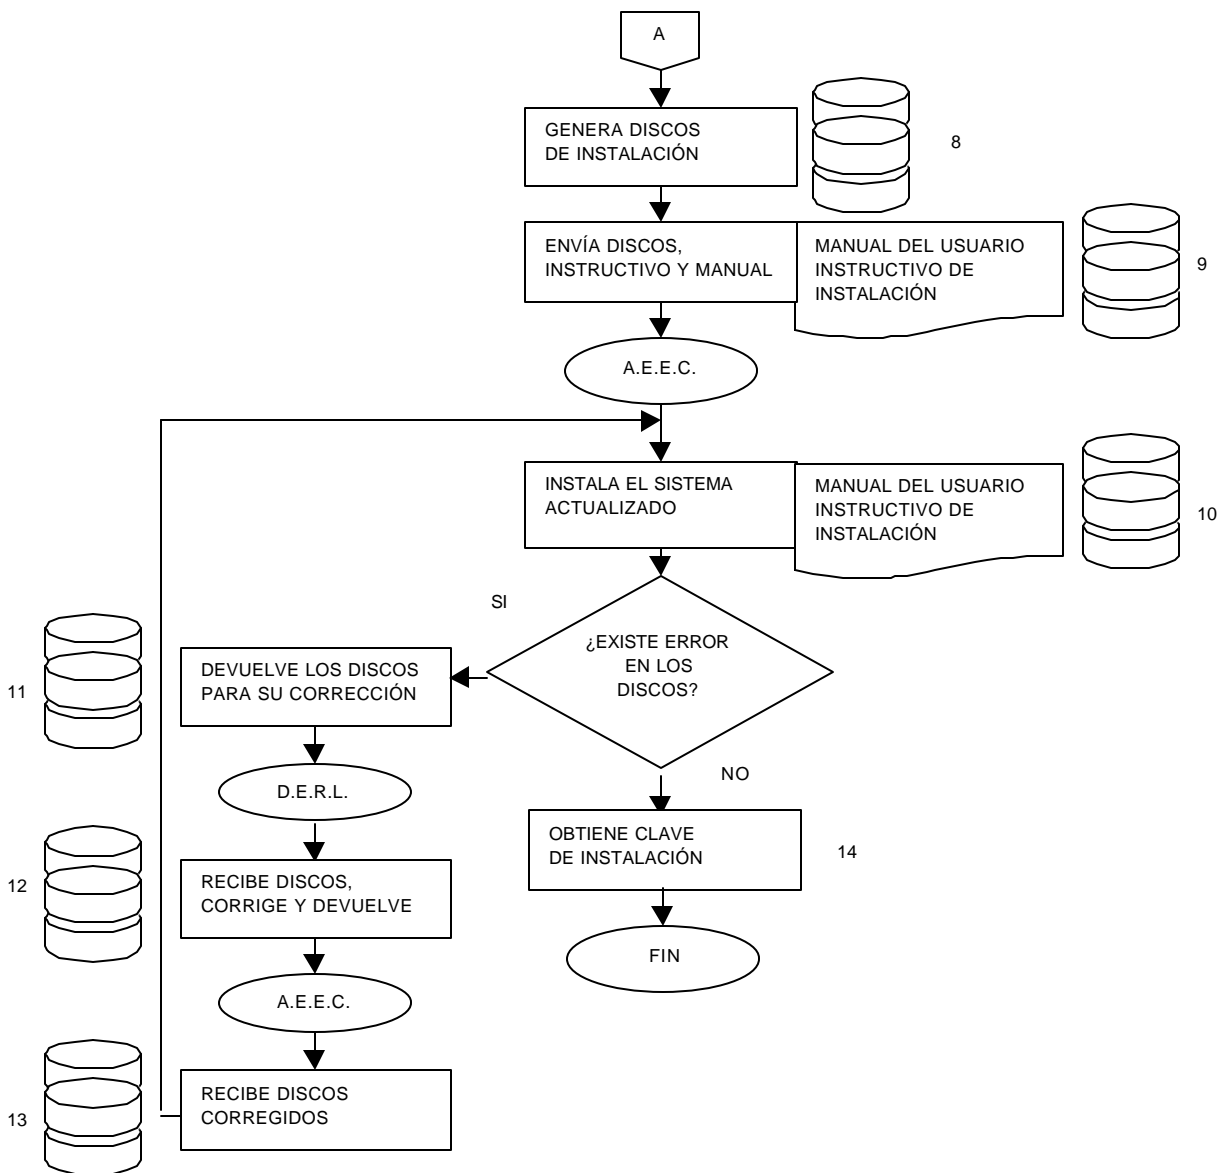 A
GENERA DISCOS
DE INSTALACIÓN
8
ENVÍA DISCOS,
INSTRUCTIVO Y MANUAL
MANUAL DEL USUARIO
INSTRUCTIVO DE
INSTALACIÓN
9
A.E.E.C.
INSTALA EL SISTEMA
ACTUALIZADO
MANUAL DEL USUARIO
INSTRUCTIVO DE
INSTALACIÓN
10
SI
¿EXISTE ERROR
EN LOS
DISCOS?
DEVUELVE LOS DISCOS
PARA SU CORRECCIÓN
11
D.E.R.L.
NO
OBTIENE CLAVE
DE INSTALACIÓN
14
12
RECIBE DISCOS,
CORRIGE Y DEVUELVE
FIN
A.E.E.C.
13
RECIBE DISCOS
CORREGIDOS